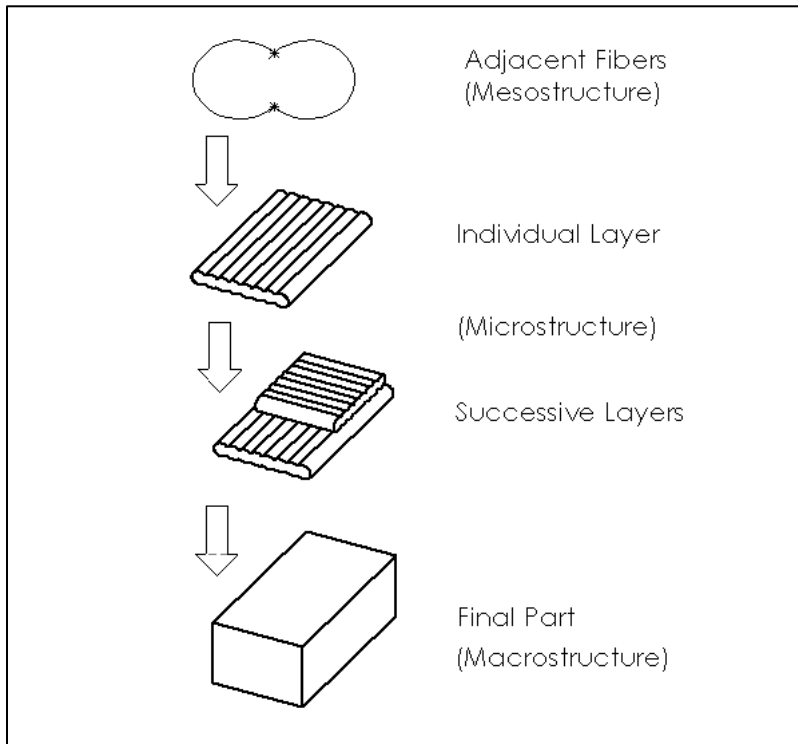 Adjacent Fibers
(Mesostructure)
Individual Layer
(Microstructure)
Successive Layers
Final Part
(Macrostructure)